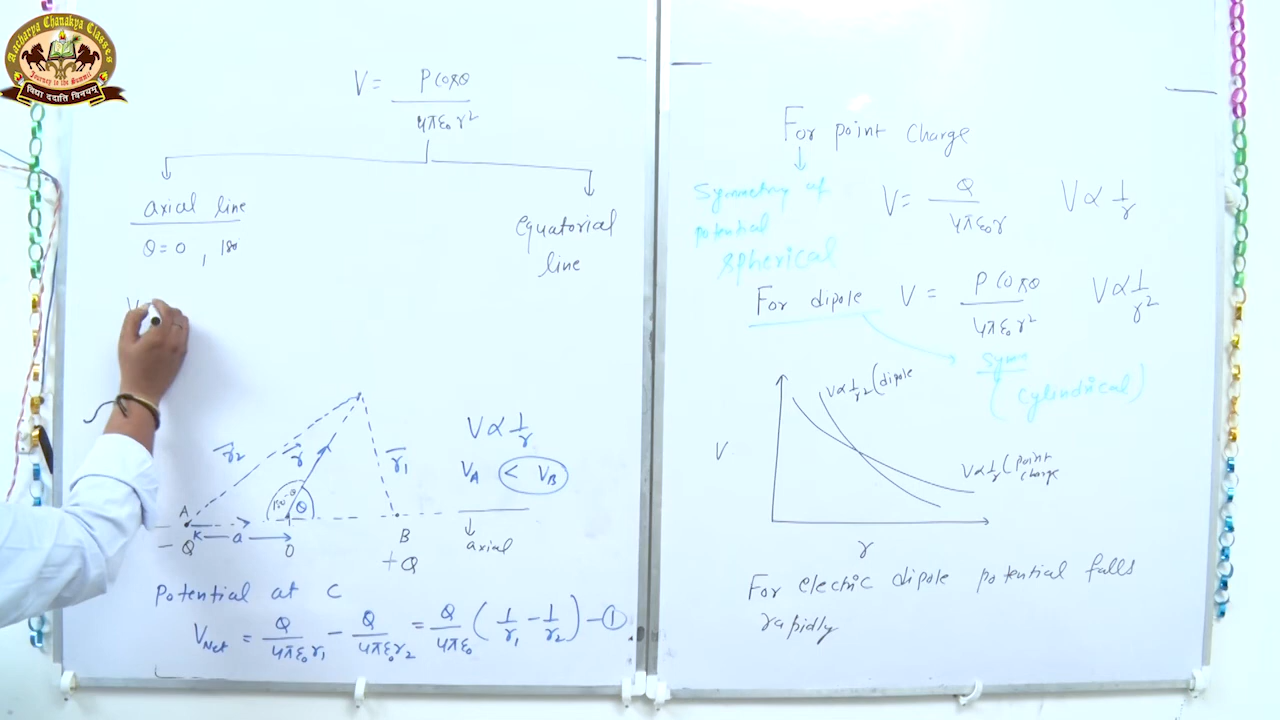 Aacharya Chanakya Classes
Journey to the Summit
विद्या ददाति विनयम्
V = P Cosθ / 4πε₀r²
axial line
θ = 0, 180
equatorial line
V
r₂
r
r₁
180-θ
θ
A
-Q
a
O
B
+Q
V ∝ 1/r
V_A < V_B
axial
Potential at C
V_Net = Q/4πε₀r₁ - Q/4πε₀r₂ = Q/4πε₀ (1/r₁ - 1/r₂) - ①
For point charge
Symmetry of
potential
spherical
V = Q/4πε₀r V ∝ 1/r
For dipole V = P Cosθ / 4πε₀r² V ∝ 1/r²
Symm
(Cylindrical)
V ∝ 1/r² (dipole
V
V ∝ 1/r (point
charge
r
For electric dipole potential falls
rapidly